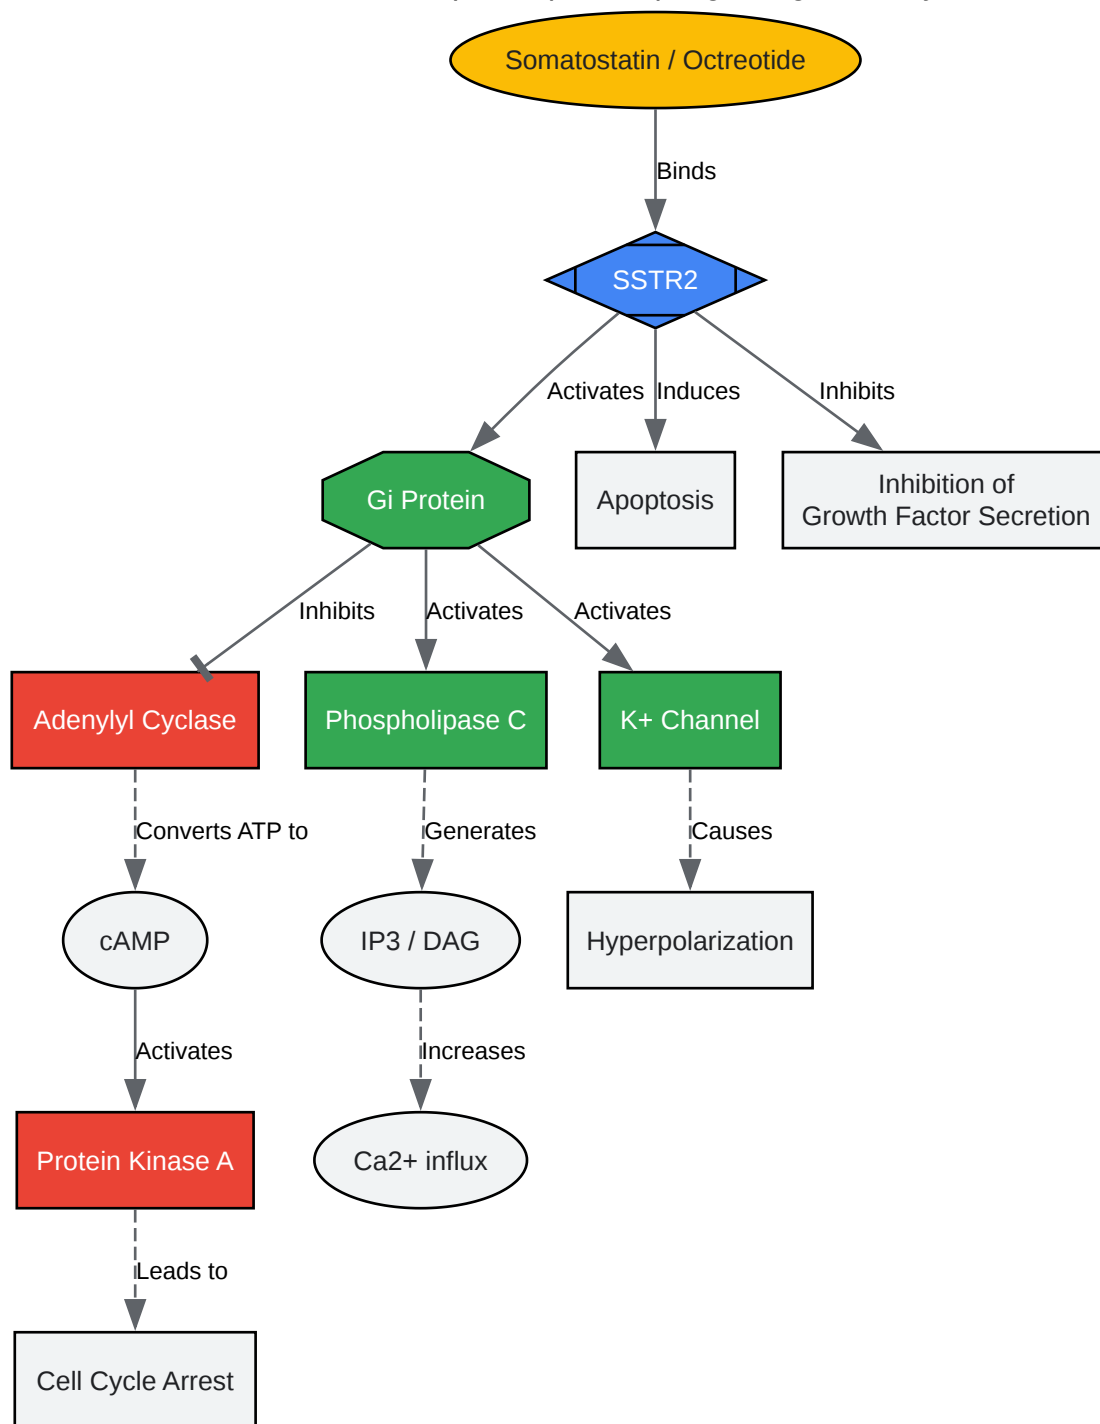 Somatostatin / Octreotide
Binds
SSTR2
Activates
Induces
Inhibits
Gi Protein
Apoptosis
Inhibition of
Growth Factor Secretion
Inhibits
Activates
Activates
Adenylyl Cyclase
Phospholipase C
K+ Channel
Converts ATP to
Generates
Causes
cAMP
IP3 / DAG
Hyperpolarization
Activates
Increases
Protein Kinase A
Ca2+ influx
Leads to
Cell Cycle Arrest